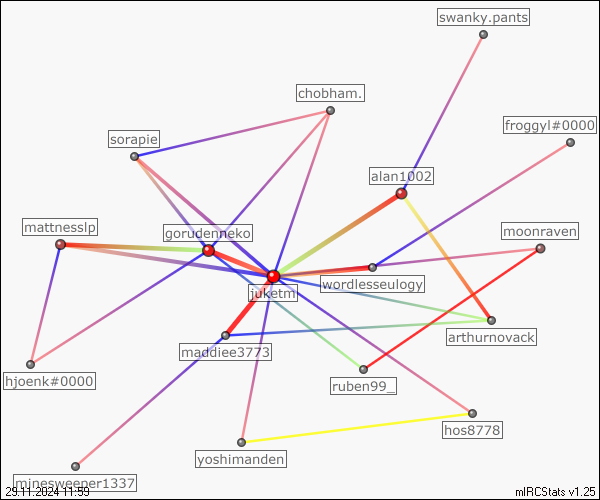 swanky.pants
chobham.
froggyl#0000
sorapie
alan1002
mattnesslp
gorudenneko
moonraven
wordlesseulogy
juketm
arthurnovack
maddiee3773
hjoenk#0000
ruben99_
hos8778
yoshimanden
minesweeper1337
29.11.2024 11:59
mIRCStats v1.25